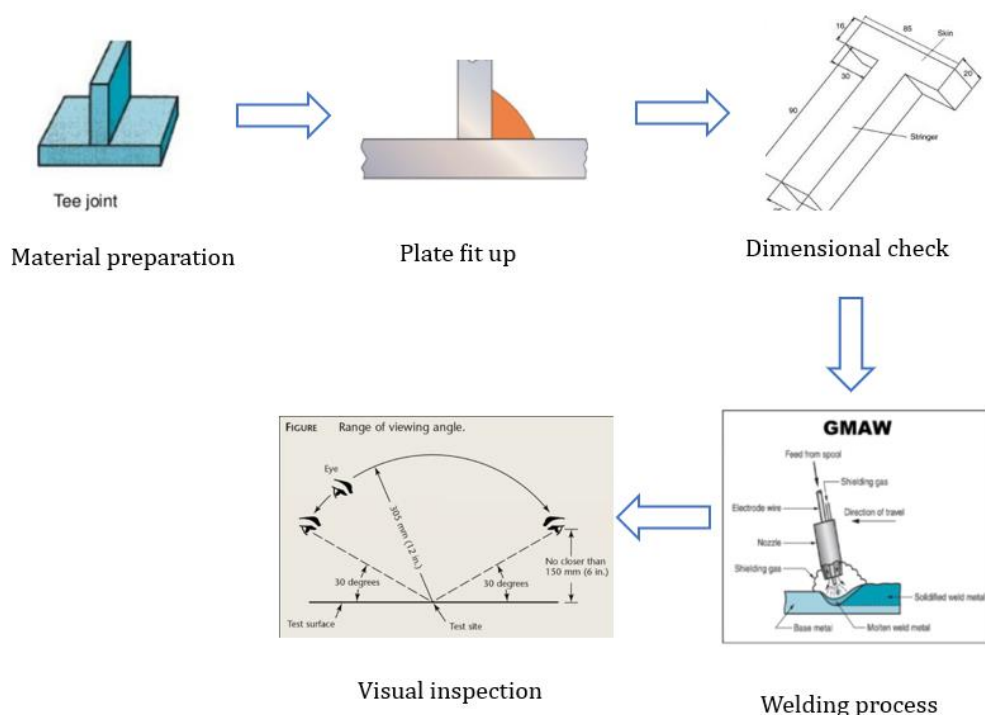 Tee joint
Material preparation
Plate fit up
16
85
Skin
30
20
90
Stringer
Dimensional check
GMAW
Feed from spool
Shielding gas
Electrode wire
Direction of travel
Nozzle
Shielding gas
Solidified weld metal
Base metal
Molten weld metal
Welding process
FIGURE Range of viewing angle.
Eye
305 mm (12 in.)
No closer than
150 mm (6 in.)
30 degrees
30 degrees
Test surface
Test site
Visual inspection